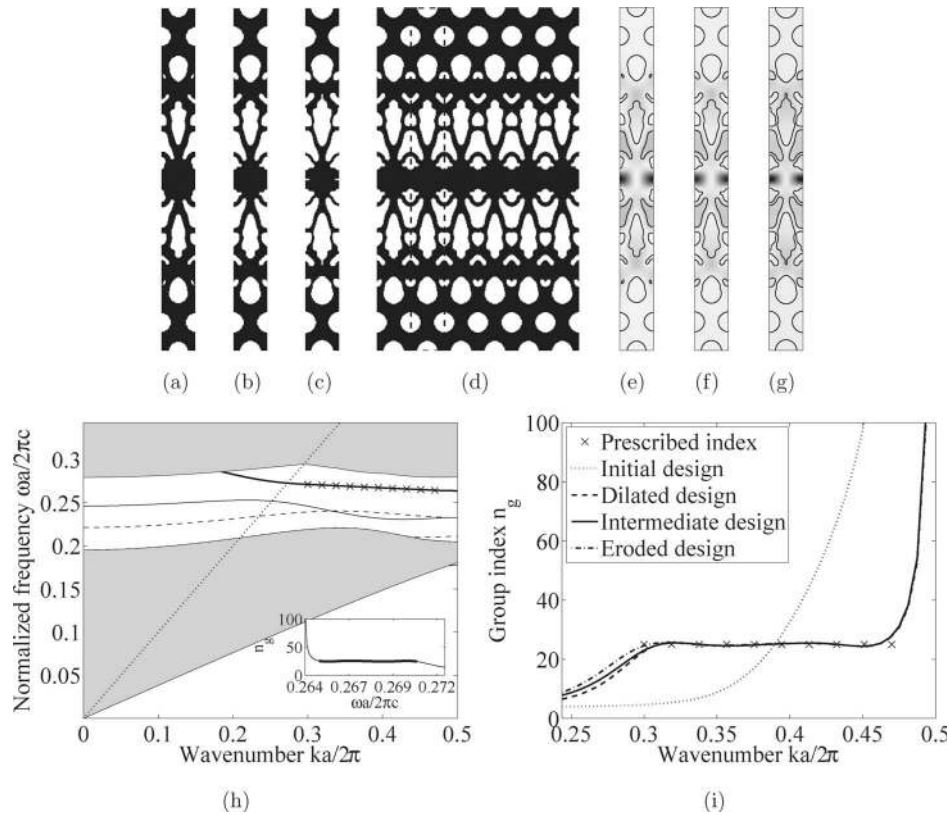 (a) (b) (c) (d) (e) (f) (g)
Normalized frequency ωa/2πc
0.3
0.25
0.2
0.15
0.1
0.05
0 0.1 0.2 0.3 0.4 0.5
Wavenumber ka/2π
n_g
100
50
0
0.264 0.267 0.269 0.272
ωa/2πc
(h)
Group index n_g
100
80
60
40
20
0
0.25 0.3 0.35 0.4 0.45 0.5
Wavenumber ka/2π
Prescribed index
Initial design
Dilated design
Intermediate design
Eroded design
(i)